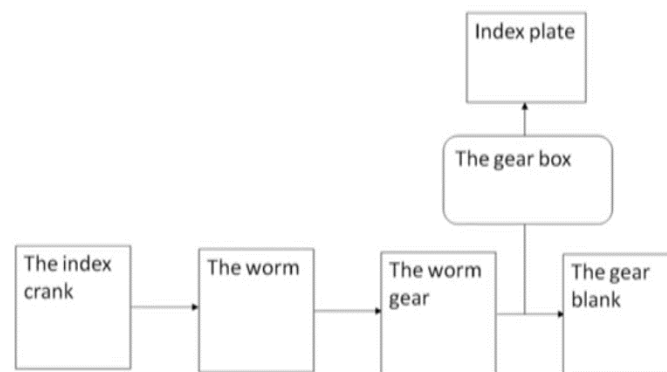 Index plate
The gear box
The index
crank
The worm
The worm
gear
The gear
blank